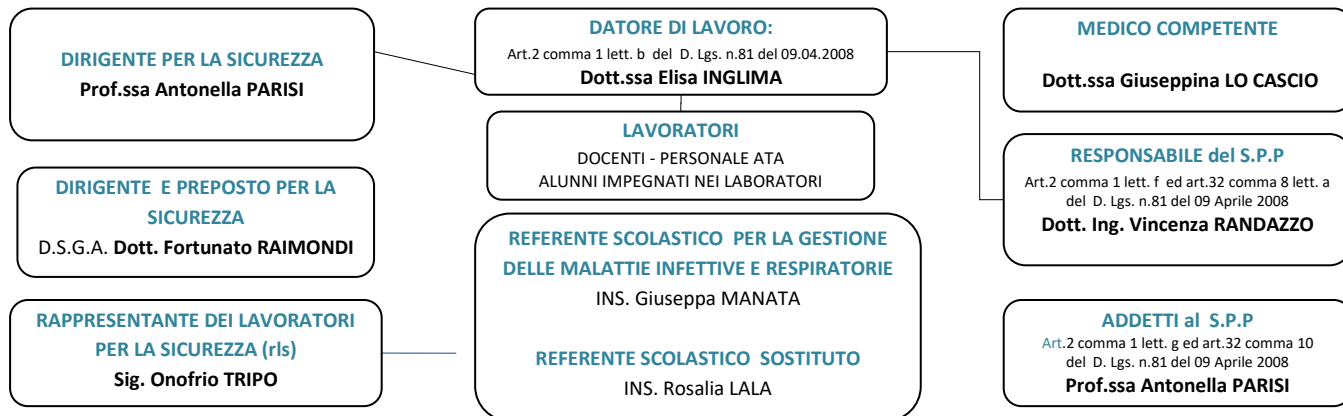 DIRIGENTE PER LA SICUREZZA
Prof.ssa Antonella PARISI
DATORE DI LAVORO:
Art.2 comma 1 lett. b del D. Lgs. n.81 del 09.04.2008
Dott.ssa Elisa INGLIMA
MEDICO COMPETENTE
Dott.ssa Giuseppina LO CASCIO
LAVORATORI
DOCENTI - PERSONALE ATA
ALUNNI IMPEGNATI NEI LABORATORI
RESPONSABILE del S.P.P
Art.2 comma 1 lett. f ed art.32 comma 8 lett. a
del D. Lgs. n.81 del 09 Aprile 2008
Dott. Ing. Vincenza RANDAZZO
DIRIGENTE E PREPOSTO PER LA
SICUREZZA
D.S.G.A. Dott. Fortunato RAIMONDI
REFERENTE SCOLASTICO PER LA GESTIONE
DELLE MALATTIE INFETTIVE E RESPIRATORIE
INS. Giuseppa MANATA
REFERENTE SCOLASTICO SOSTITUTO
INS. Rosalia LALA
RAPPRESENTANTE DEI LAVORATORI
PER LA SICUREZZA (rls)
Sig. Onofrio TRIPO
ADDETTI al S.P.P
Art.2 comma 1 lett. g ed art.32 comma 10
del D. Lgs. n.81 del 09 Aprile 2008
Prof.ssa Antonella PARISI